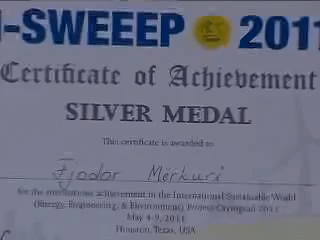 I-SWEEEP 2011
Certificate of Achievement
SILVER MEDAL
This certificate is awarded to
Fjodor Merkuri
for the meritorious achievement in the International Sustainable World
(Energy, Engineering, & Environment) Project Olympiad 2011
May 4-9, 2011
Houston, Texas, USA